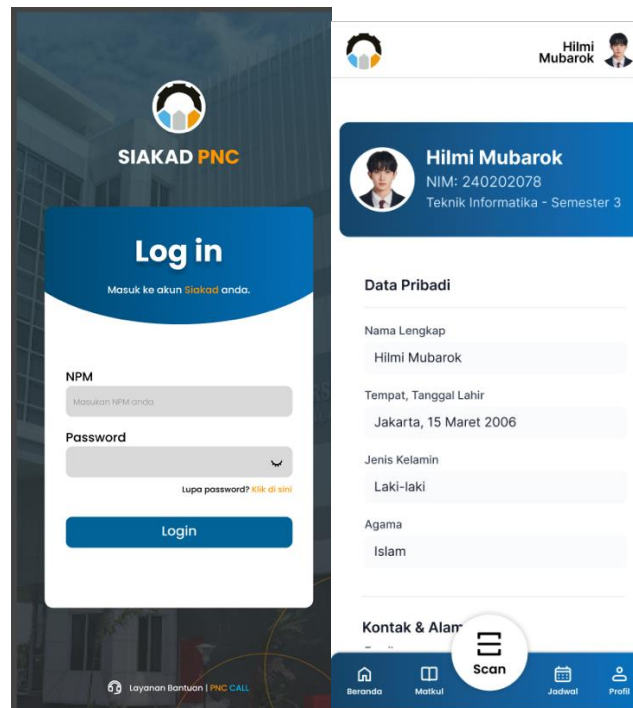 SIAKAD PNC
Log in
Masuk ke akun Siakad anda.
NPM
Masukan NPM anda
Password
Lupa password? Klik di sini
Login
Layanan Bantuan | PNC CALL
Hilmi
Mubarok
Hilmi Mubarok
NIM: 240202078
Teknik Informatika - Semester 3
Data Pribadi
Nama Lengkap
Hilmi Mubarok
Tempat, Tanggal Lahir
Jakarta, 15 Maret 2006
Jenis Kelamin
Laki-laki
Agama
Islam
Kontak & Alam
Scan
Beranda
Matkul
Jadwal
Profil